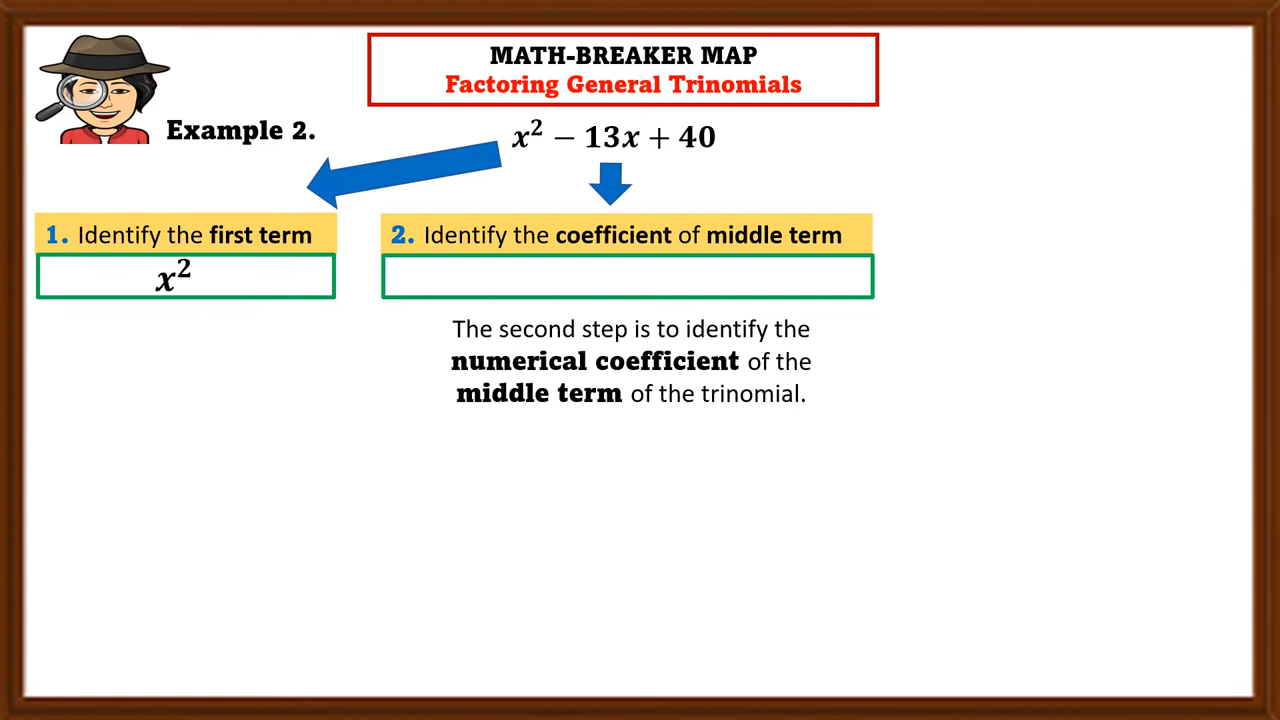 MATH-BREAKER MAP
Factoring General Trinomials
Example 2.
x² − 13x + 40
1. Identify the first term
x²
2. Identify the coefficient of middle term
The second step is to identify the
numerical coefficient of the
middle term of the trinomial.